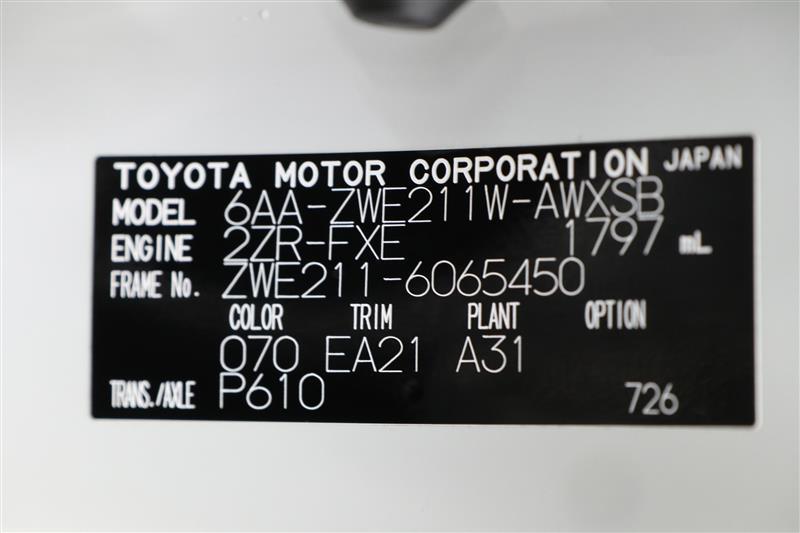 TOYOTA MOTOR CORPORATION JAPAN
MODEL 6AA-ZWE211W-AWXSB
ENGINE 2ZR-FXE 1797 mL
FRAME No. ZWE211-6065450
COLOR TRIM PLANT OPTION
070 EA21 A31
TRANS./AXLE P610 726